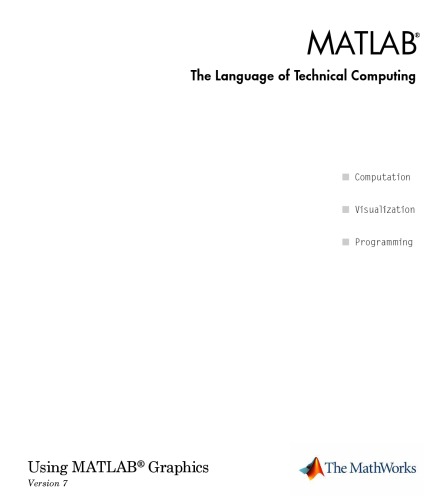 MATLAB®
The Language of Technical Computing
Computation
Visualization
Programming
Using MATLAB® Graphics
Version 7
The MathWorks